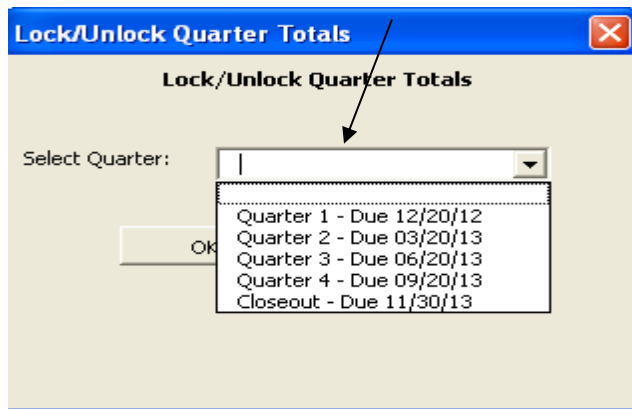 Lock/Unlock Quarter Totals
Lock/Unlock Quarter Totals
Select Quarter:
Quarter 1 - Due 12/20/12
Quarter 2 - Due 03/20/13
OK
Quarter 3 - Due 06/20/13
Quarter 4 - Due 09/20/13
Closeout - Due 11/30/13